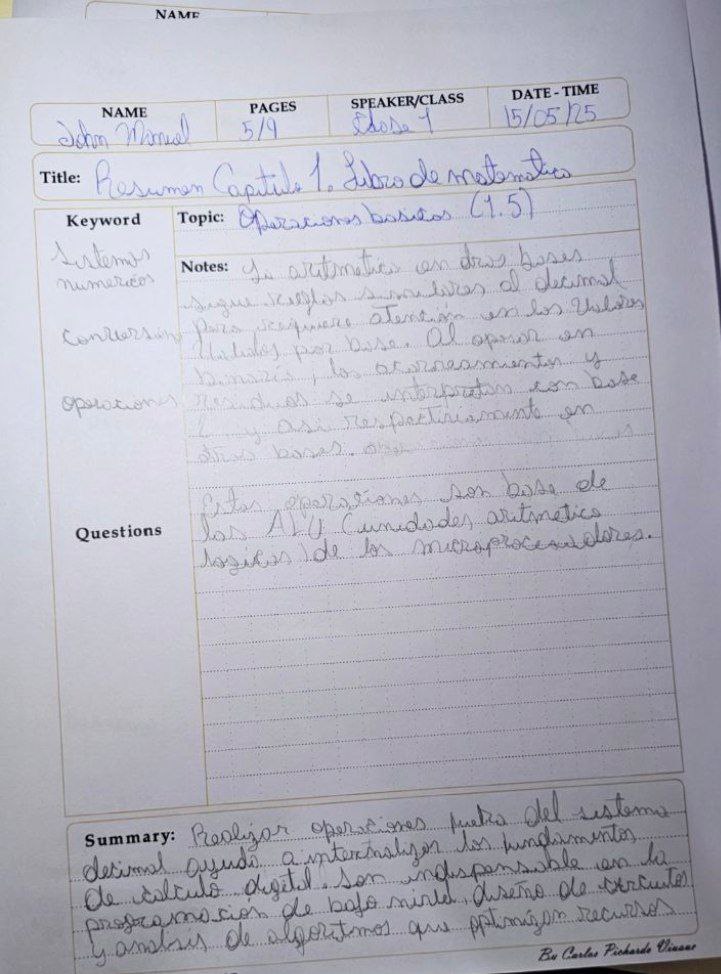 NAME
NAME PAGES SPEAKER/CLASS DATE - TIME
John Manuel 5/9 Clase 1 15/05/25
Title: Resumen Capitulo 1. Libro de matematica
Keyword Topic: Operaciones basicas (1.5)
Sistemas
numericos
Conversion
operaciones
Notes: La aritmetica en otras bases
sigue reglas similares al decimal
pero requiere atencion en los valores
validos por base. Al operar en
binario, los acarreamientos y
residuos se interpretan con base
2 y asi respectivamente en
otras bases.
Questions
Estas operaciones son base de
las ALU (unidades aritmetico
logicas) de los microprocesadores.
Summary: Realizar operaciones fuera del sistema
decimal ayuda a internalizar los fundamentos
de calculo digital. Son indispensable en la
programacion de bajo nivel, diseño de circuitos
y analisis de algoritmos que optimizan recursos
By Carlos Pichardo Viuque